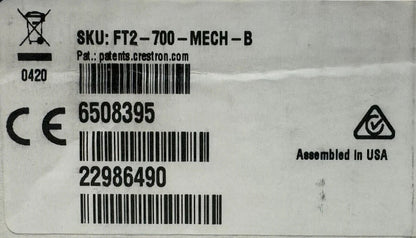 SKU: FT2-700-MECH-B
Pat.: patents.crestron.com
0420
6508395
CE
Assembled in USA
22986490